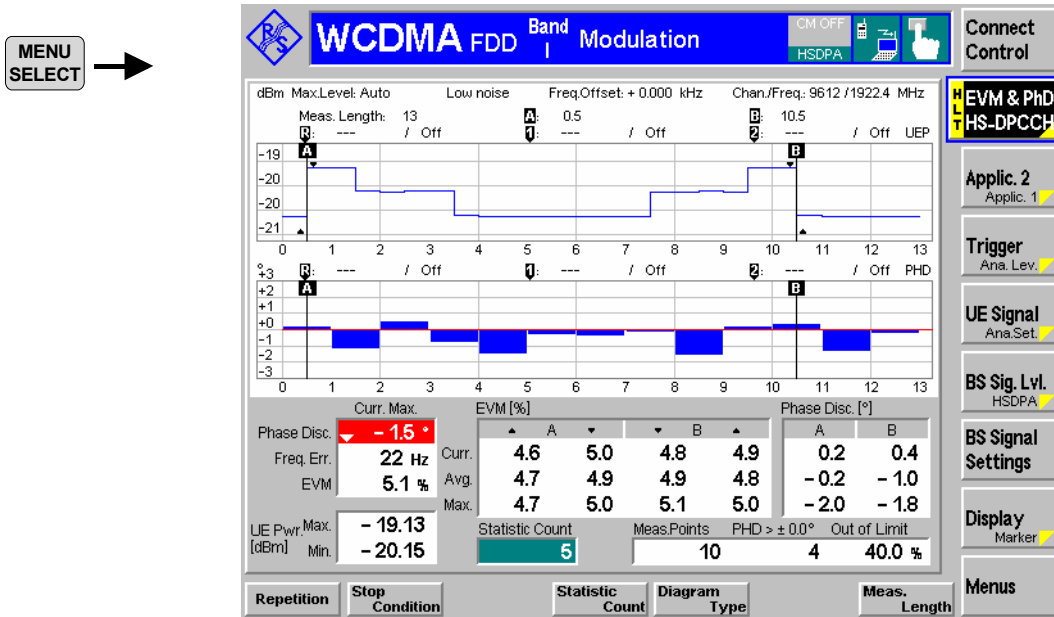 MENU
SELECT
R S
WCDMA FDD Band I Modulation
CM OFF
HSDPA
Connect
Control
dBm Max.Level: Auto Low noise Freq.Offset: + 0.000 kHz Chan./Freq.: 9612 / 1922.4 MHz
Meas. Length: 13 A: 0.5 B: 10.5
R: --- / Off 1: --- / Off 2: --- / Off UEP
A B
-19
-20
-20
-21
0 1 2 3 4 5 6 7 8 9 10 11 12 13
R: --- / Off 1: --- / Off 2: --- / Off PHD
A B
°
+3
+2
+1
+0
-1
-2
-3
0 1 2 3 4 5 6 7 8 9 10 11 12 13
Curr. Max. EVM [%] Phase Disc. [°]
A B A B
Phase Disc. - 1.5 °
Freq. Err. 22 Hz
EVM 5.1 %
Curr. 4.6 5.0 4.8 4.9 0.2 0.4
Avg. 4.7 4.9 4.9 4.8 - 0.2 - 1.0
Max. 4.7 5.0 5.1 5.0 - 2.0 - 1.8
UE Pwr. Max. - 19.13
[dBm] Min. - 20.15
Statistic Count Meas.Points PHD > ± 0.0° Out of Limit
5 10 4 40.0 %
H
L
T
EVM & PhD
HS-DPCCH
Applic. 2
Applic. 1
Trigger
Ana. Lev.
UE Signal
Ana.Set.
BS Sig. Lvl.
HSDPA
BS Signal
Settings
Display
Marker
Menus
Repetition
Stop
Condition
Statistic
Count
Diagram
Type
Meas.
Length